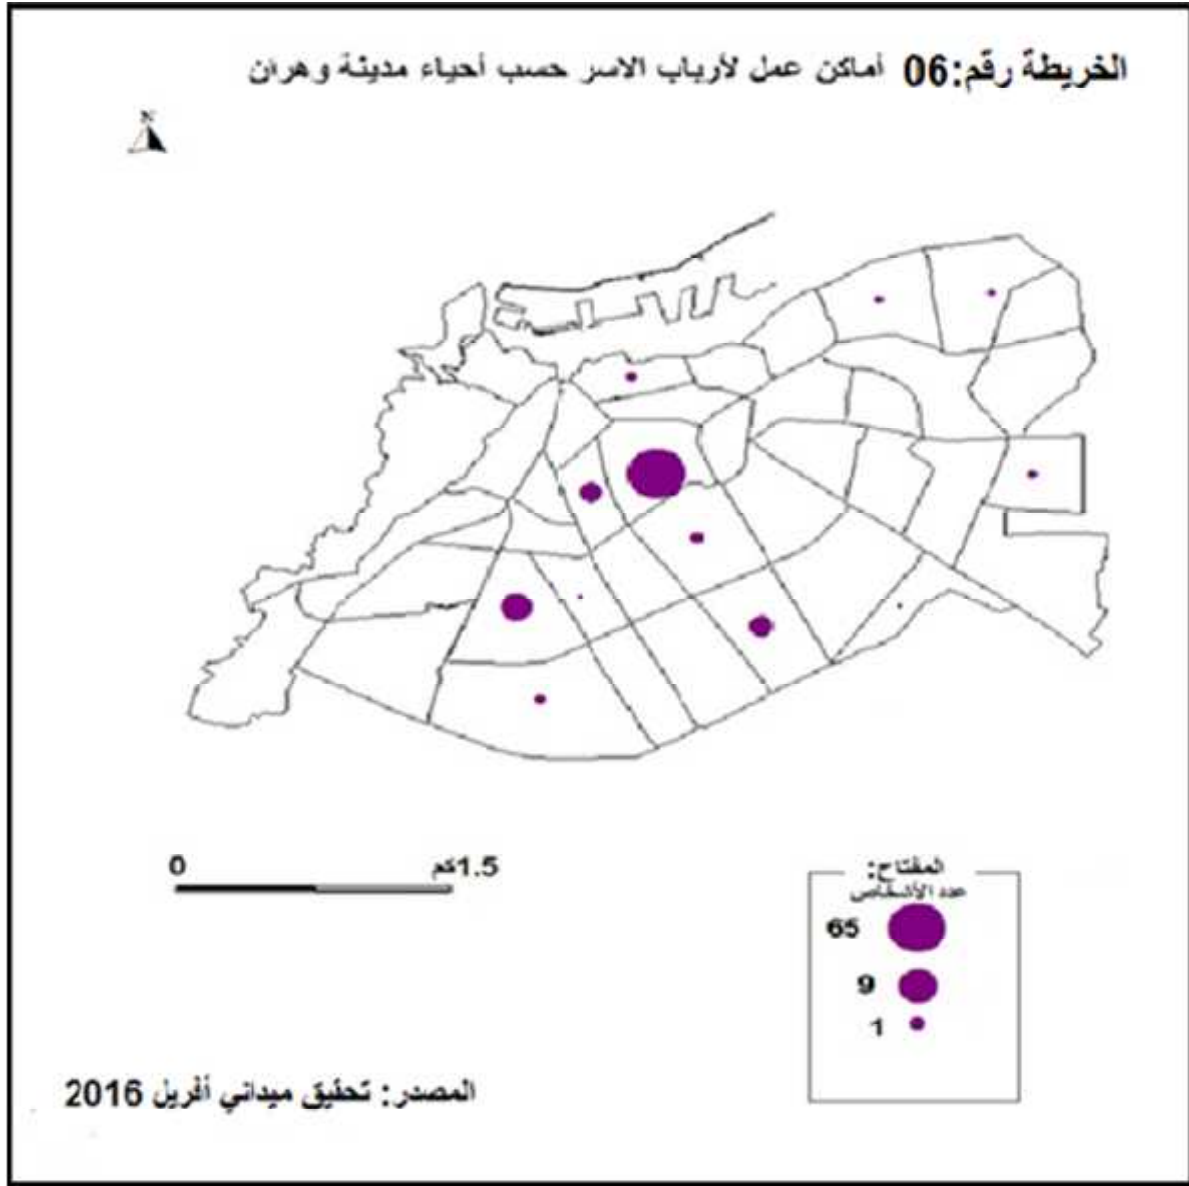 الخريطة رقم:06 أماكن عمل لأرباب الاسر حسب أحياء مدينة وهران
N
0 1.5كم
المفتاح:
عدد الأشخاص
65
9
1
المصدر: تحقيق ميداني أفريل 2016